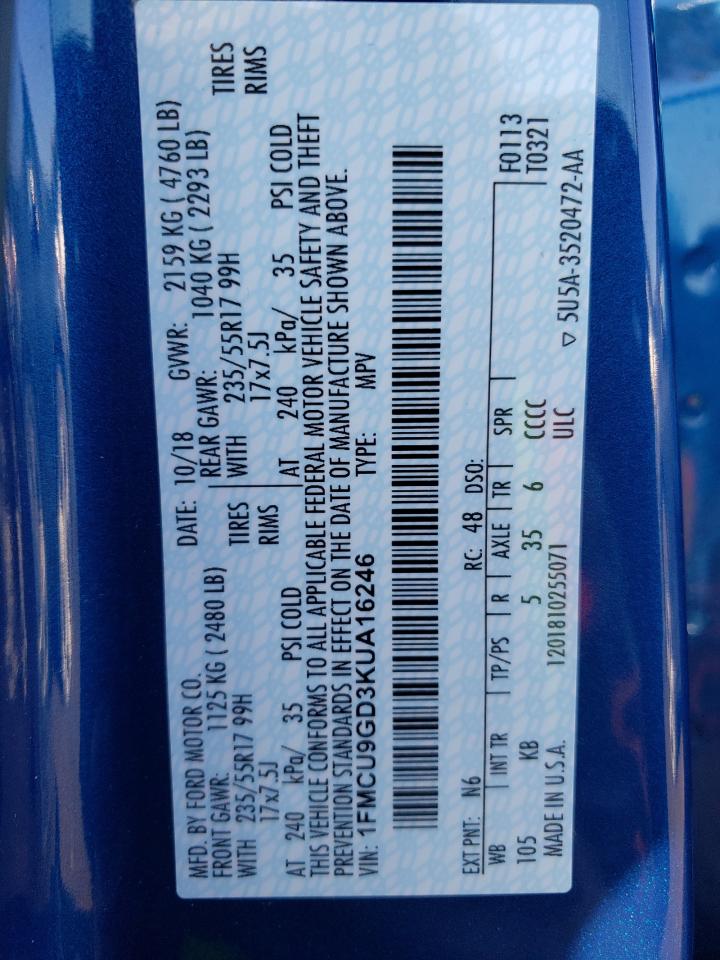 MFD. BY FORD MOTOR CO. DATE: 10/18 GVWR: 2159 KG ( 4760 LB)
FRONT GAWR: 1125 KG ( 2480 LB) REAR GAWR: 1040 KG ( 2293 LB)
WITH 235/55R17 99H TIRES WITH 235/55R17 99H TIRES
17x7.5J RIMS 17x7.5J RIMS
AT 240 kPa/ 35 PSI COLD AT 240 kPa/ 35 PSI COLD
THIS VEHICLE CONFORMS TO ALL APPLICABLE FEDERAL MOTOR VEHICLE SAFETY AND THEFT
PREVENTION STANDARDS IN EFFECT ON THE DATE OF MANUFACTURE SHOWN ABOVE.
VIN: 1FMCU9GD3KUA16246 TYPE: MPV
EXT PNT: N6 RC: 48 DSO: F0113
WB INT TR TP/PS R AXLE TR SPR T0321
105 KB 5 35 6 CCCC
MADE IN U.S.A. 1201810255071 ULC ▽ 5U5A-3520472-AA